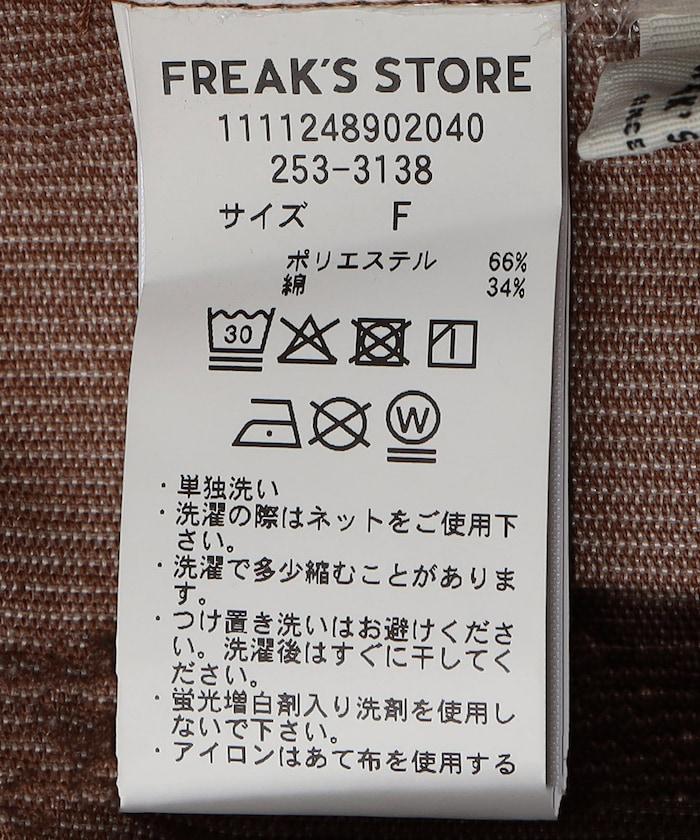 FREAK'S STORE
1111248902040
253-3138
サイズ F
ポリエステル 66%
綿 34%
30
W
・単独洗い
・洗濯の際はネットをご使用下
さい。
・洗濯で多少縮むことがありま
す。
・つけ置き洗いはお避けくださ
い。洗濯後はすぐに干してく
ださい。
・蛍光増白剤入り洗剤を使用し
ないで下さい。
・アイロンはあて布を使用する
SINCE